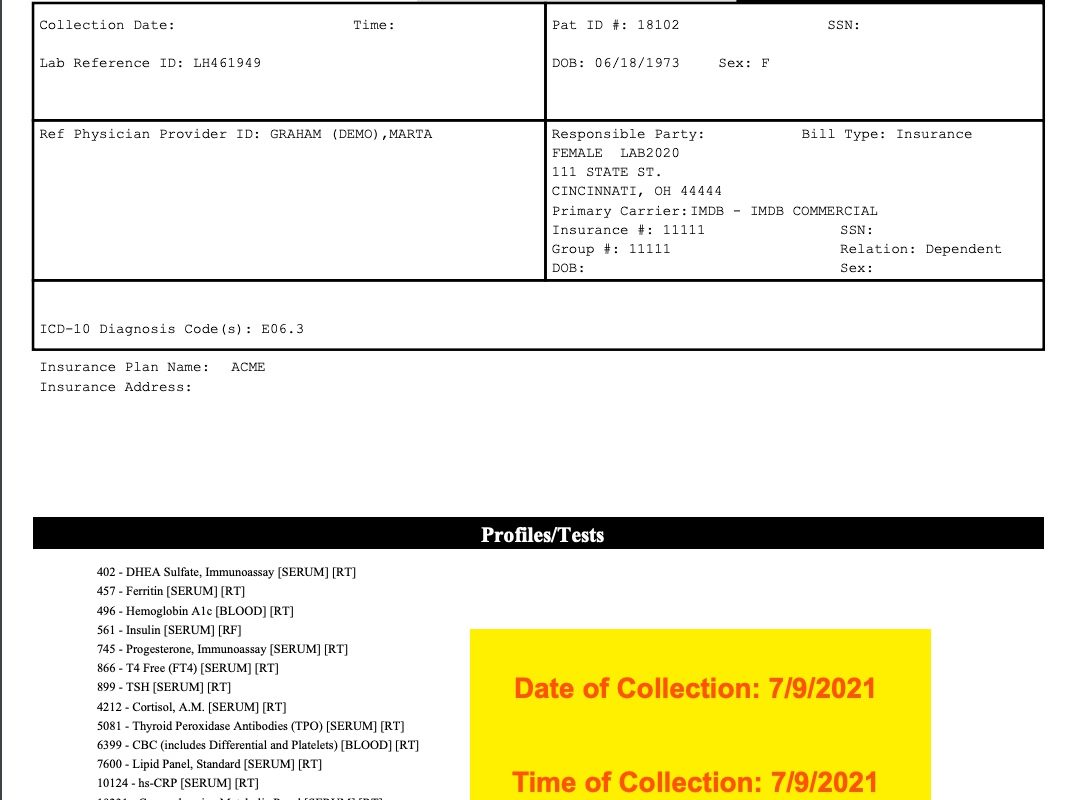 Collection Date: Time:
Lab Reference ID: LH461949
Pat ID #: 18102 SSN:
DOB: 06/18/1973 Sex: F
Ref Physician Provider ID: GRAHAM (DEMO),MARTA
Responsible Party: Bill Type: Insurance
FEMALE LAB2020
111 STATE ST.
CINCINNATI, OH 44444
Primary Carrier: IMDB - IMDB COMMERCIAL
Insurance #: 11111 SSN:
Group #: 11111 Relation: Dependent
DOB: Sex:
ICD-10 Diagnosis Code(s): E06.3
Insurance Plan Name: ACME
Insurance Address:
Profiles/Tests
402 - DHEA Sulfate, Immunoassay [SERUM] [RT]
457 - Ferritin [SERUM] [RT]
496 - Hemoglobin A1c [BLOOD] [RT]
561 - Insulin [SERUM] [RF]
745 - Progesterone, Immunoassay [SERUM] [RT]
866 - T4 Free (FT4) [SERUM] [RT]
899 - TSH [SERUM] [RT]
4212 - Cortisol, A.M. [SERUM] [RT]
5081 - Thyroid Peroxidase Antibodies (TPO) [SERUM] [RT]
6399 - CBC (includes Differential and Platelets) [BLOOD] [RT]
7600 - Lipid Panel, Standard [SERUM] [RT]
10124 - hs-CRP [SERUM] [RT]
Date of Collection: 7/9/2021
Time of Collection: 7/9/2021